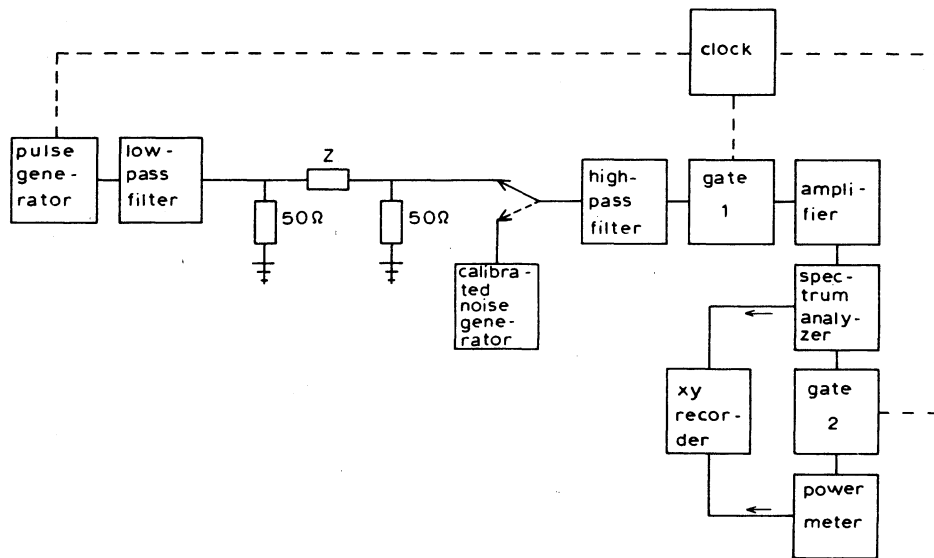 clock
pulse
gene-
rator
low-
pass
filter
Z
50Ω
50Ω
calibra-
ted
noise
gene-
rator
high-
pass
filter
gate
1
ampli-
fier
spec-
trum
analy-
zer
xy
recor-
der
gate
2
power
meter